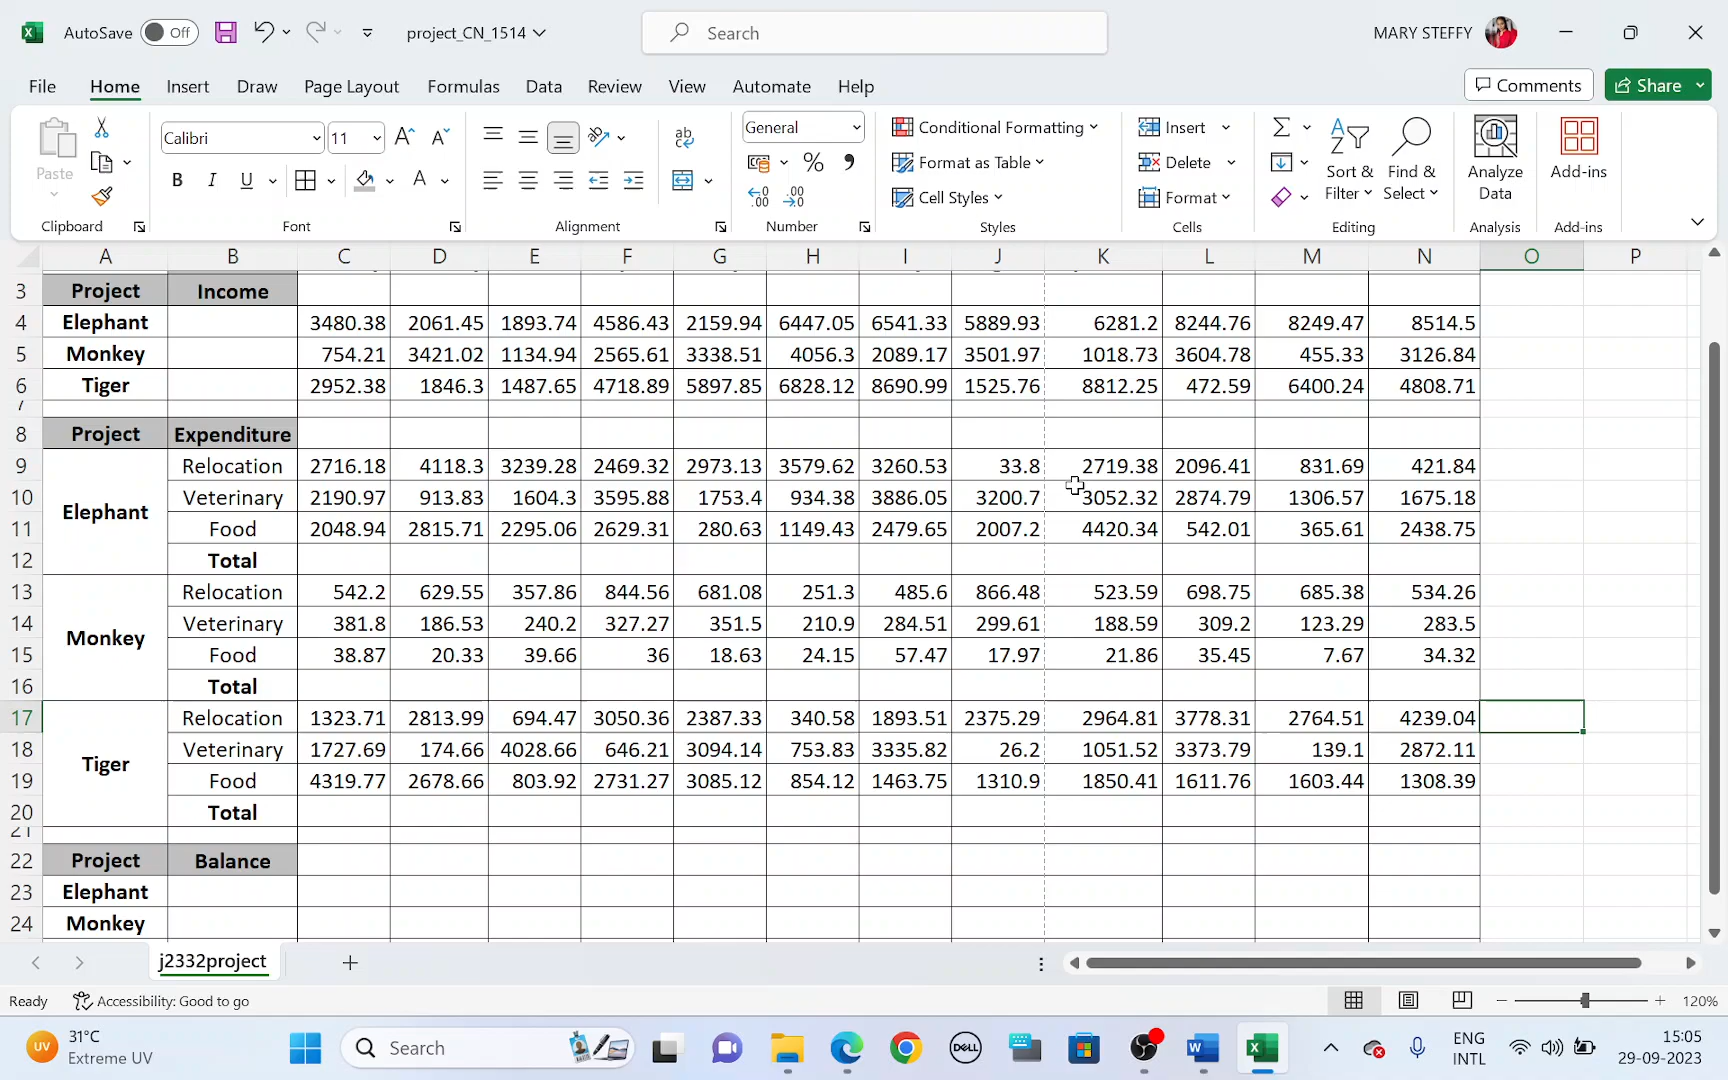 AutoSave Off project_CN_1514 Search MARY STEFFY
File Home Insert Draw Page Layout Formulas Data Review View Automate Help Comments Share
Paste Calibri 11 General Conditional Formatting Insert
Format as Table Delete Sort & Filter Find & Select Analyze Data Add-ins
Cell Styles Format
Clipboard Font Alignment Number Styles Cells Editing Analysis Add-ins
A B C D E F G H I J K L M N O P
3 Project Income
4 Elephant 3480.38 2061.45 1893.74 4586.43 2159.94 6447.05 6541.33 5889.93 6281.2 8244.76 8249.47 8514.5
5 Monkey 754.21 3421.02 1134.94 2565.61 3338.51 4056.3 2089.17 3501.97 1018.73 3604.78 455.33 3126.84
6 Tiger 2952.38 1846.3 1487.65 4718.89 5897.85 6828.12 8690.99 1525.76 8812.25 472.59 6400.24 4808.71
7
8 Project Expenditure
9 Relocation 2716.18 4118.3 3239.28 2469.32 2973.13 3579.62 3260.53 33.8 2719.38 2096.41 831.69 421.84
10 Elephant Veterinary 2190.97 913.83 1604.3 3595.88 1753.4 934.38 3886.05 3200.7 3052.32 2874.79 1306.57 1675.18
11 Food 2048.94 2815.71 2295.06 2629.31 280.63 1149.43 2479.65 2007.2 4420.34 542.01 365.61 2438.75
12 Total
13 Relocation 542.2 629.55 357.86 844.56 681.08 251.3 485.6 866.48 523.59 698.75 685.38 534.26
14 Monkey Veterinary 381.8 186.53 240.2 327.27 351.5 210.9 284.51 299.61 188.59 309.2 123.29 283.5
15 Food 38.87 20.33 39.66 36 18.63 24.15 57.47 17.97 21.86 35.45 7.67 34.32
16 Total
17 Relocation 1323.71 2813.99 694.47 3050.36 2387.33 340.58 1893.51 2375.29 2964.81 3778.31 2764.51 4239.04
18 Tiger Veterinary 1727.69 174.66 4028.66 646.21 3094.14 753.83 3335.82 26.2 1051.52 3373.79 139.1 2872.11
19 Food 4319.77 2678.66 803.92 2731.27 3085.12 854.12 1463.75 1310.9 1850.41 1611.76 1603.44 1308.39
20 Total
21
22 Project Balance
23 Elephant
24 Monkey
j2332project
Ready Accessibility: Good to go 120%
UV 31°C Search DELL ENG 15:05
Extreme UV INTL 29-09-2023